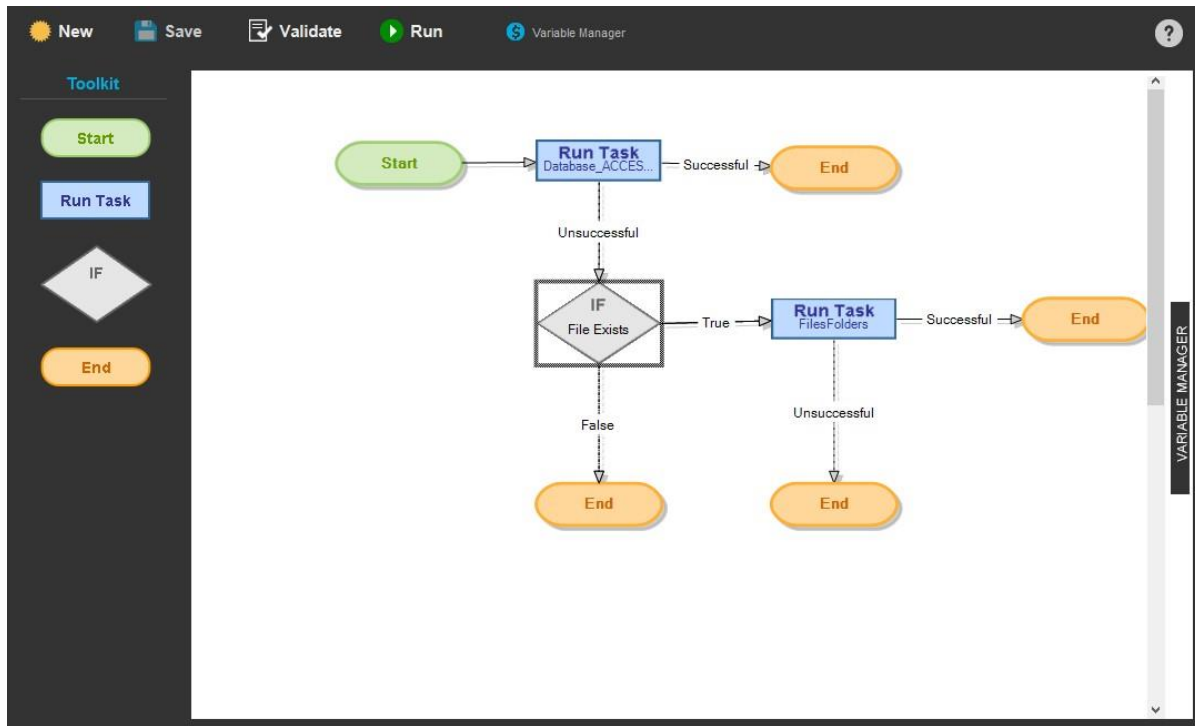 New
Save
Validate
Run
Variable Manager
?
Toolkit
Start
Run Task
IF
End
Start
Run Task
Database_ACCES...
Successful
End
Unsuccessful
IF
File Exists
True
Run Task
FilesFolders
Successful
End
False
Unsuccessful
End
End
VARIABLE MANAGER